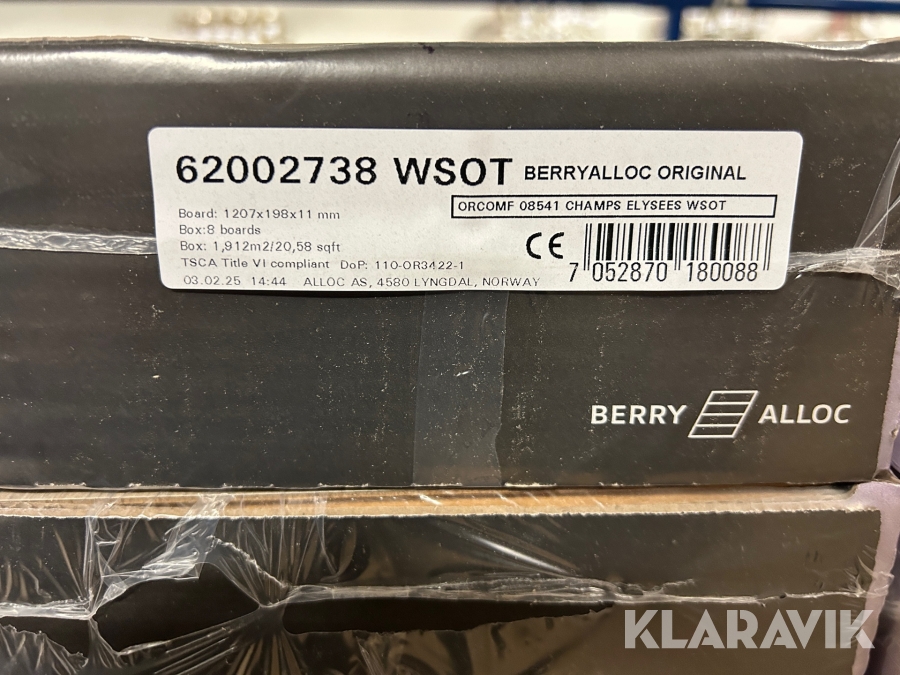 62002738 WSOT BERRYALLOC ORIGINAL
ORCOMF 08541 CHAMPS ELYSEES WSOT
Board: 1207x198x11 mm
Box:8 boards
Box: 1,912m2/20,58 sqft
TSCA Title VI compliant DoP: 110-OR3422-1
03.02.25 14:44 ALLOC AS, 4580 LYNGDAL, NORWAY
CE
7 052870 180088
BERRY ALLOC
KLARAVIK